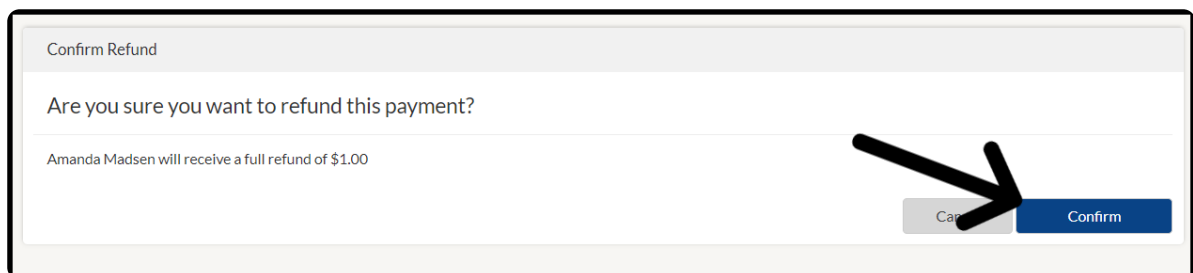 Confirm Refund
Are you sure you want to refund this payment?
Amanda Madsen will receive a full refund of $1.00
Confirm